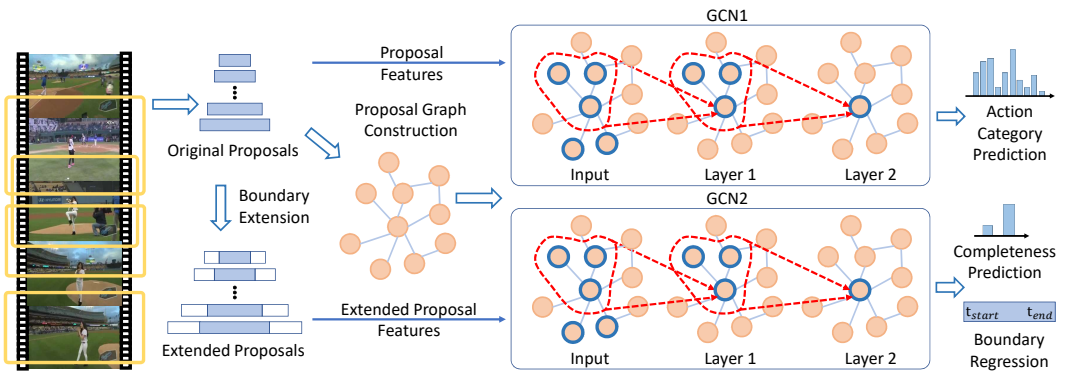 GCN1
Proposal
Features
Proposal Graph
Construction
Original Proposals
Boundary
Extension
Input
Layer 1
Layer 2
Action
Category
Prediction
GCN2
Extended Proposal
Features
Extended Proposals
Input
Layer 1
Layer 2
Completeness
Prediction
t_start t_end
Boundary
Regression